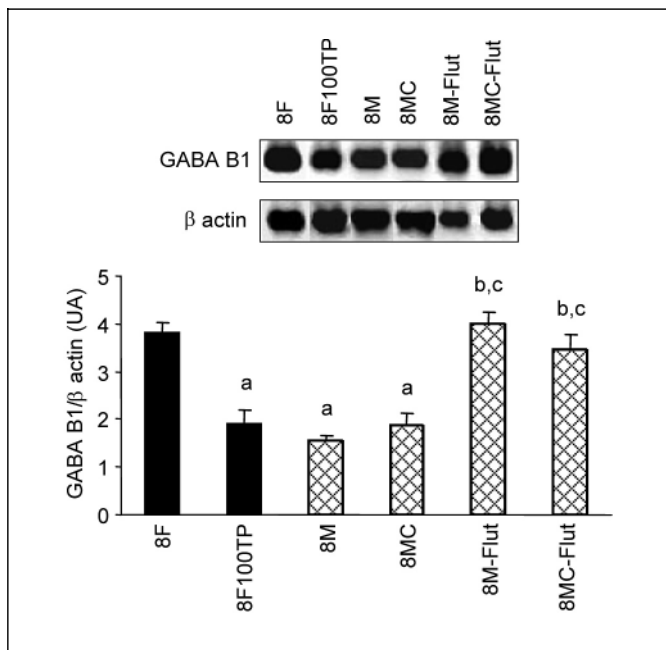 8F 8F100TP 8M 8MC 8M-Flut 8MC-Flut
GABA B1
β actin
GABA B1/β actin (UA)
5
4
3
2
1
0
a
a
a
b,c
b,c
8F 8F100TP 8M 8MC 8M-Flut 8MC-Flut